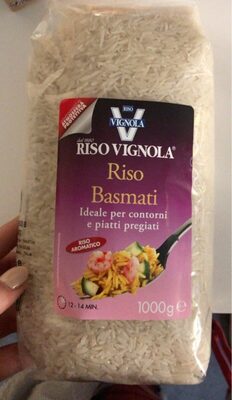 RISO
VIGNOLA
dal 1880
RISO VIGNOLA®
Riso
Basmati
Ideale per contorni
e piatti pregiati
RISO
AROMATICO
12-14 MIN.
1000g e